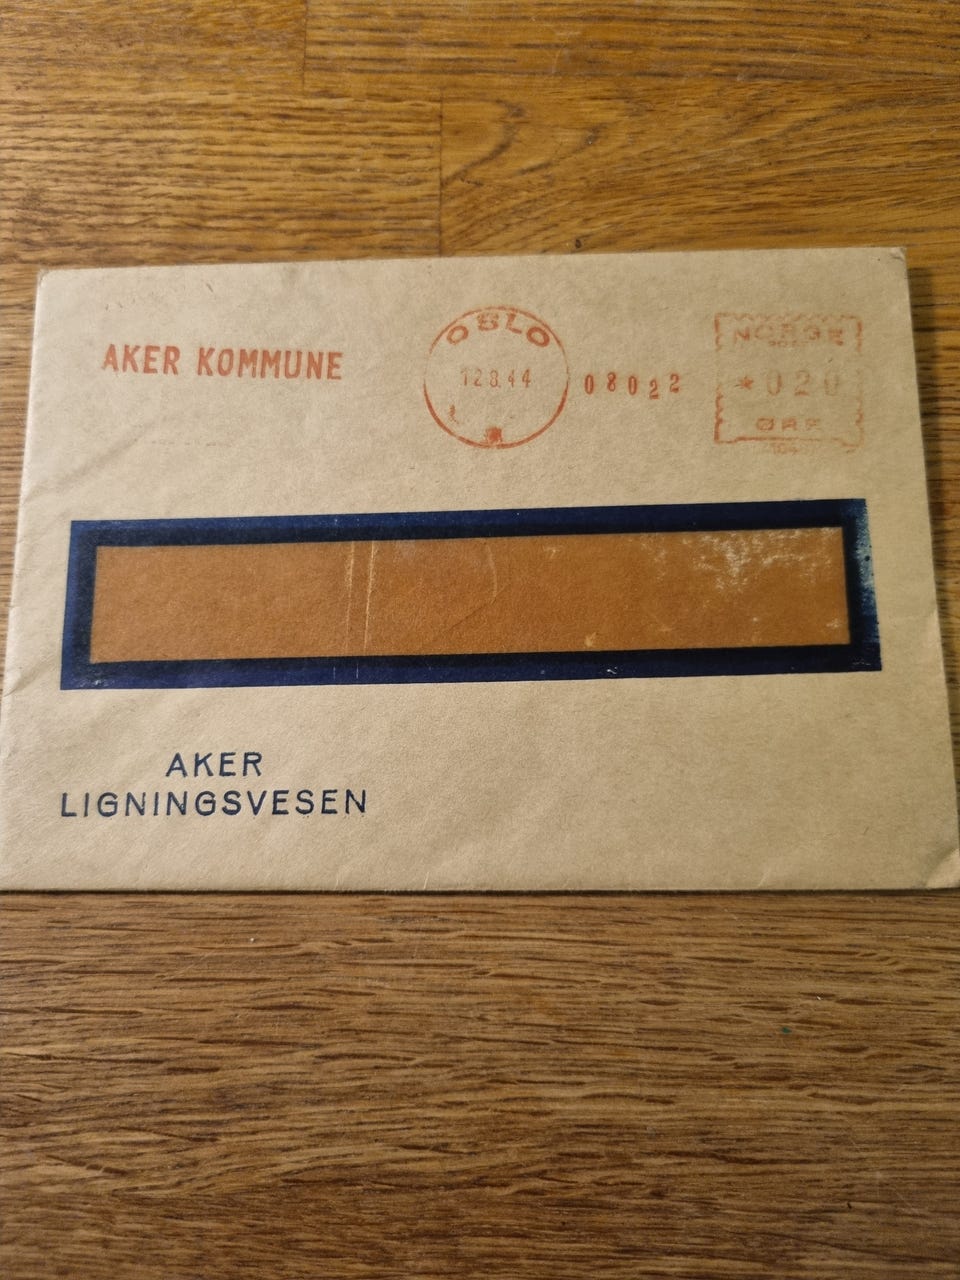 AKER KOMMUNE
OSLO
12 8.44
08022
NORGE
*020
ØRE
AKER
LIGNINGSVESEN